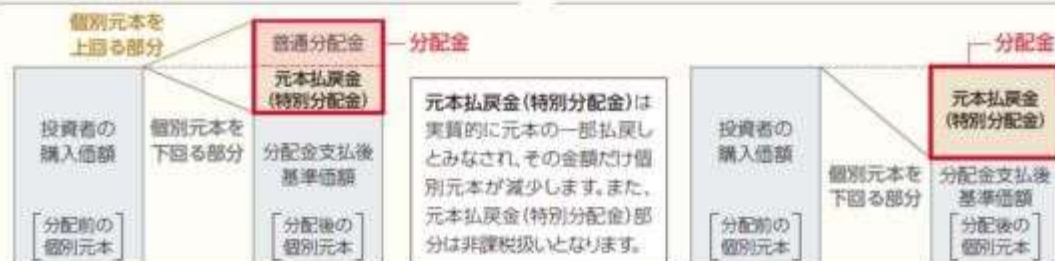 個別元本を
上回る部分
普通分配金
分配金
元本払戻金
(特別分配金)
投資者の
購入価額
個別元本を
下回る部分
分配金支払後
基準価額
[分配前の
個別元本]
[分配後の
個別元本]
元本払戻金(特別分配金)は
実質的に元本の一部払戻し
とみなされ、その金額だけ個
別元本が減少します。また、
元本払戻金(特別分配金)部
分は非課税扱いとなります。
分配金
元本払戻金
(特別分配金)
投資者の
購入価額
個別元本を
下回る部分
分配金支払後
基準価額
[分配前の
個別元本]
[分配後の
個別元本]